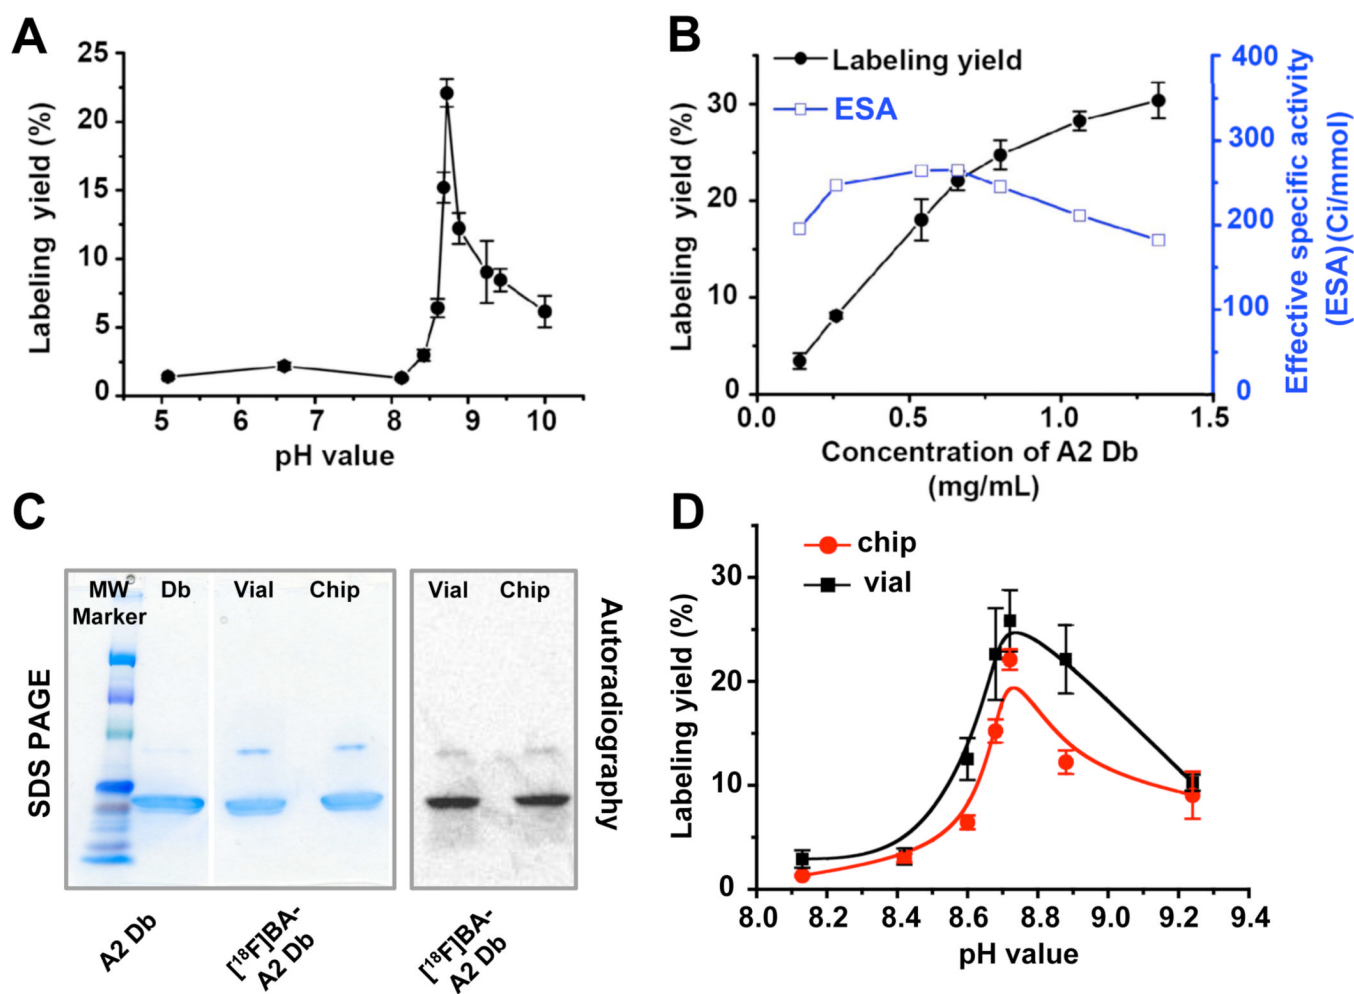 A
25
20
15
10
5
0
Labeling yield (%)
5
6
7
8
9
10
pH value
B
Labeling yield
ESA
30
20
10
0
Labeling yield (%)
400
300
200
100
0
Effective specific activity
(ESA)(Ci/mmol)
0.0
0.5
1.0
1.5
Concentration of A2 Db
(mg/mL)
C
MW
Marker
Db
Vial
Chip
Vial
Chip
SDS PAGE
Autoradiography
A2 Db
[¹⁸F]BA-
A2 Db
[¹⁸F]BA-
A2 Db
D
chip
vial
30
20
10
0
Labeling yield (%)
8.0
8.2
8.4
8.6
8.8
9.0
9.2
9.4
pH value